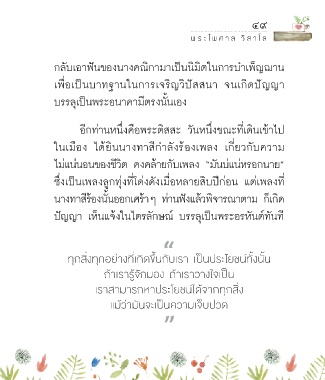 ๔๙
พระไพศาล วิสาโล
กลับเอาฟันของนางคณิกามาเป็นนิมิตในการบำเพ็ญฌาน
เพื่อเป็นบาทฐานในการเจริญวิปัสสนา จนเกิดปัญญา
บรรลุเป็นพระอนาคามีตรงนั้นเอง
อีกท่านหนึ่งคือพระติสสะ วันหนึ่งขณะที่เดินเข้าไป
ในเมือง ได้ยินนางทาสีกำลังร้องเพลง เกี่ยวกับความ
ไม่แน่นอนของชีวิต คงคล้ายกับเพลง “มันบ่แน่หรอกนาย”
ซึ่งเป็นเพลงลูกทุ่งที่โด่งดังเมื่อหลายสิบปีก่อน แต่เพลงที่
นางทาสีร้องนั้นออกเศร้าๆ ท่านฟังแล้วพิจารณาตาม ก็เกิด
ปัญญา เห็นแจ้งในไตรลักษณ์ บรรลุเป็นพระอรหันต์ทันที
“
ทุกสิ่งทุกอย่างที่เกิดขึ้นกับเรา เป็นประโยชน์ทั้งนั้น
ถ้าเรารู้จักมอง ถ้าเราวางใจเป็น
เราสามารถหาประโยชน์ได้จากทุกสิ่ง
แม้ว่ามันจะเป็นความเจ็บปวด
”